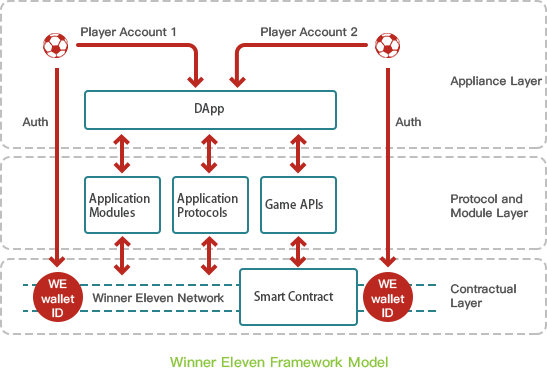 Player Account 1
Player Account 2
Appliance Layer
DApp
Auth
Auth
Application
Modules
Application
Protocols
Game APIs
Protocol and
Module Layer
WE
wallet
ID
Winner Eleven Network
Smart Contract
WE
wallet
ID
Contractual
Layer
Winner Eleven Framework Model